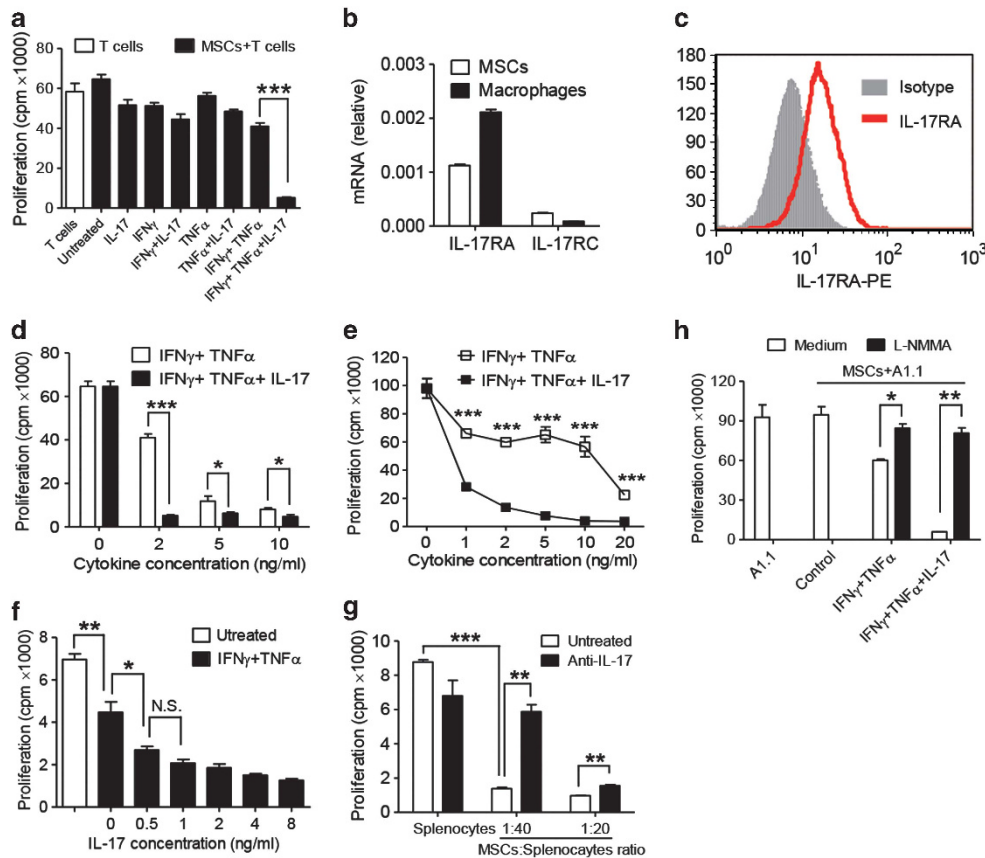 a
T cells
MSCs+T cells
***
Proliferation (cpm ×1000)
80
60
40
20
0
T cells
Untreated
IL-17
IFNγ
IFNγ+IL-17
TNFα
TNFα+IL-17
IFNγ+ TNFα
IFNγ+ TNFα+IL-17
b
MSCs
Macrophages
mRNA (relative)
0.003
0.002
0.001
0.000
IL-17RA
IL-17RC
c
180
150
120
90
60
30
0
Isotype
IL-17RA
10⁰
10¹
10²
10³
IL-17RA-PE
d
IFNγ+ TNFα
IFNγ+ TNFα+ IL-17
Proliferation (cpm ×1000)
80
60
40
20
0
***
*
*
0 2 5 10
Cytokine concentration (ng/ml)
e
IFNγ+ TNFα
IFNγ+ TNFα+ IL-17
Proliferation (cpm ×1000)
120
100
80
60
40
20
0
***
***
***
***
***
0 1 2 5 10 20
Cytokine concentration (ng/ml)
h
Medium
L-NMMA
MSCs+A1.1
Proliferation (cpm ×1000)
120
90
60
30
0
*
**
A1.1
Control
IFNγ+TNFα
IFNγ+TNFα+IL-17
f
Utreated
IFNγ+TNFα
Proliferation (cpm ×1000)
8
6
4
2
0
**
*
N.S.
0 0.5 1 2 4 8
IL-17 concentration (ng/ml)
g
Untreated
Anti-IL-17
Proliferation (cpm ×1000)
10
8
6
4
2
0
***
**
**
Splenocytes 1:40 1:20
MSCs:Splenoacytes ratio